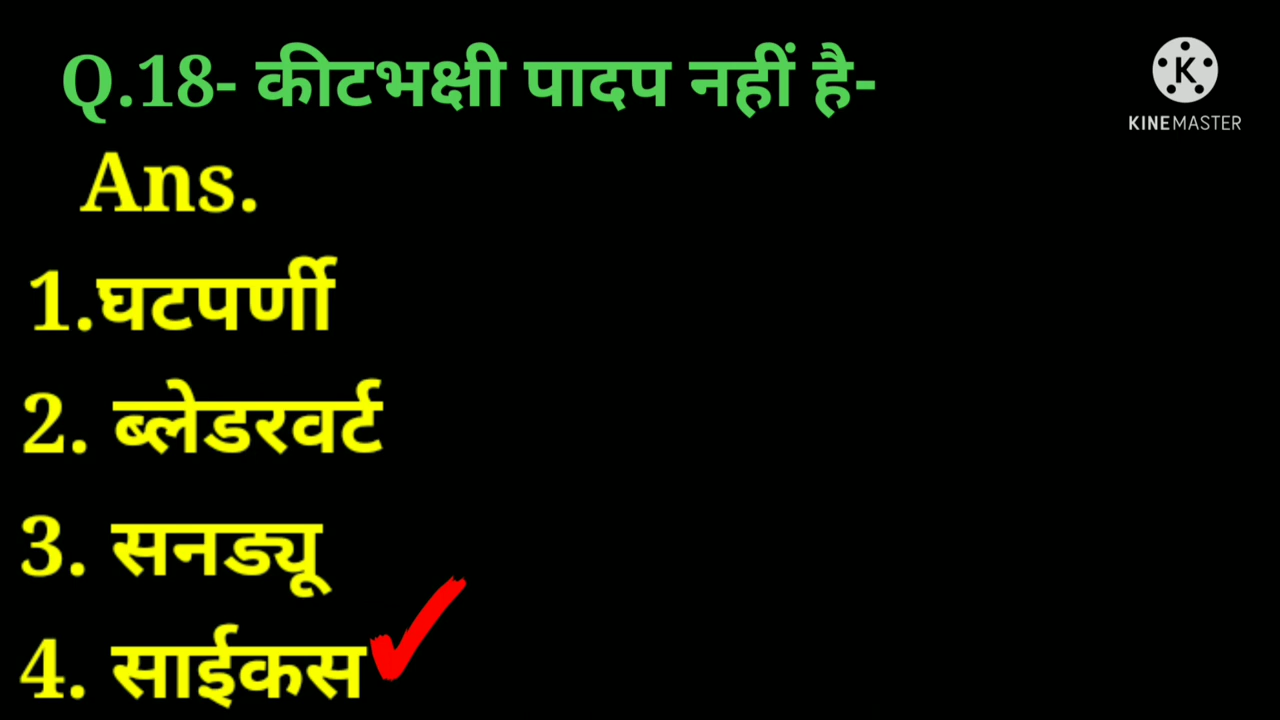 Q.18- कीटभक्षी पादप नहीं है-
K
KINEMASTER
Ans.
1.घटपर्णी
2. ब्लेडरवर्ट
3. सनड्यू
4. साईकस